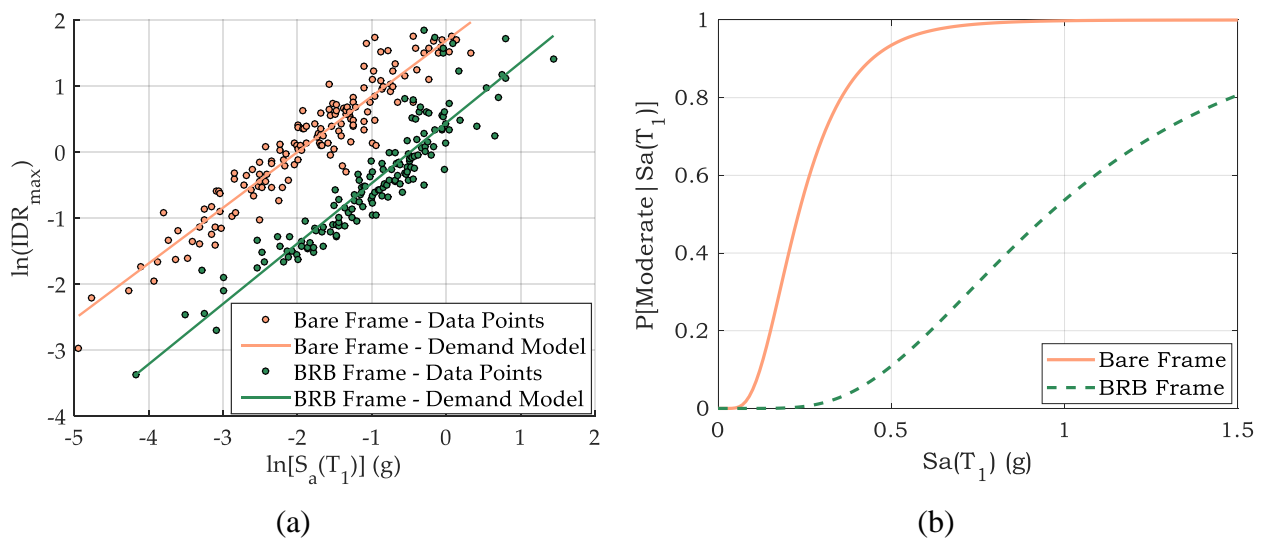 2
1
0
-1
-2
-3
-4
-5
-4
-3
-2
-1
0
1
2
ln(IDR_max)
ln[S_a(T_1)] (g)
Bare Frame - Data Points
Bare Frame - Demand Model
BRB Frame - Data Points
BRB Frame - Demand Model
(a)
1
0.8
0.6
0.4
0.2
0
0
0.5
1
1.5
P[Moderate | Sa(T_1)]
Sa(T_1) (g)
Bare Frame
BRB Frame
(b)